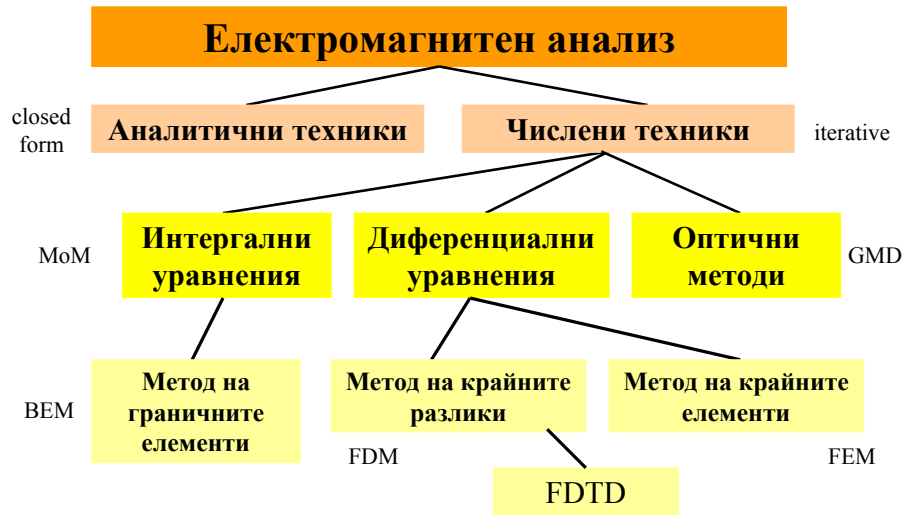 Електромагнитен анализ
closed
form
Аналитични техники
Числени техники
iterative
MoM
Интергални
уравнения
Диференциални
уравнения
Оптични
методи
GMD
BEM
Метод на
граничните
елементи
Метод на крайните
разлики
Метод на крайните
елементи
FDM
FEM
FDTD